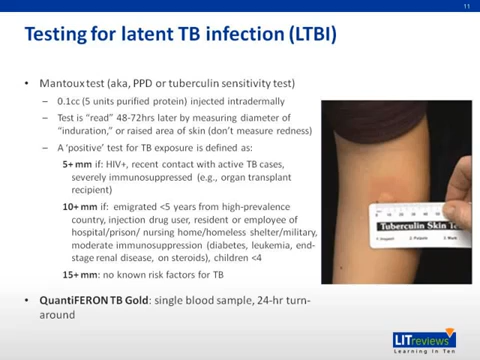 11
Testing for latent TB infection (LTBI)
• Mantoux test (aka, PPD or tuberculin sensitivity test)
– 0.1cc (5 units purified protein) injected intradermally
– Test is “read” 48-72hrs later by measuring diameter of
“induration,” or raised area of skin (don’t measure redness)
– A ‘positive’ test for TB exposure is defined as:
5+ mm if: HIV+, recent contact with active TB cases,
severely immunosuppressed (e.g., organ transplant
recipient)
10+ mm if: emigrated <5 years from high-prevalence
country, injection drug user, resident or employee of
hospital/prison/ nursing home/homeless shelter/military,
moderate immunosuppression (diabetes, leukemia, end-
stage renal disease, on steroids), children <4
15+ mm: no known risk factors for TB
• QuantiFERON TB Gold: single blood sample, 24-hr turn-
around
Tuberculin Skin
LITreviews
Learning In Ten